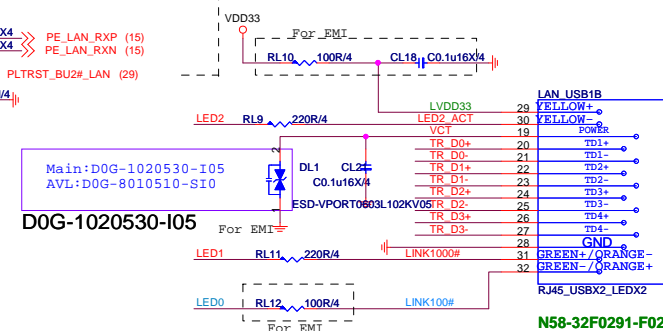 X4 PE_LAN_RXP (15)
X4 PE_LAN_RXN (15)
PLTRST_BU2#_LAN (29)
/4
VDD33
For EMI
RL10 100R/4 CL18 C0.1u16X/4
LAN_USB1B
LVDD33 29 YELLOW+
LED2 RL9 220R/4 LED2_ACT 30 YELLOW-
VCT 19 POWER
TR_D0+ 20 TD1+
TR_D0- 21 TD1-
TR_D1+ 22 TD2+
TR_D1- 23 TD2-
TR_D2+ 24 TD3+
TR_D2- 25 TD3-
TR_D3+ 26 TD4+
TR_D3- 27 TD4-
28 GND
2
Main:D0G-1020530-I05
AVL:D0G-8010510-SI0
DL1
C0.1u16X/4
1
ESD-VPORT0603L102KV05
D0G-1020530-I05
For EMI
LED1 RL11 220R/4 LINK1000# 31 GREEN+/ORANGE-
32 GREEN-/ORANGE+
LED0 RL12 100R/4 LINK100#
For EMI
RJ45_USBX2_LEDX2
N58-32F0291-F02